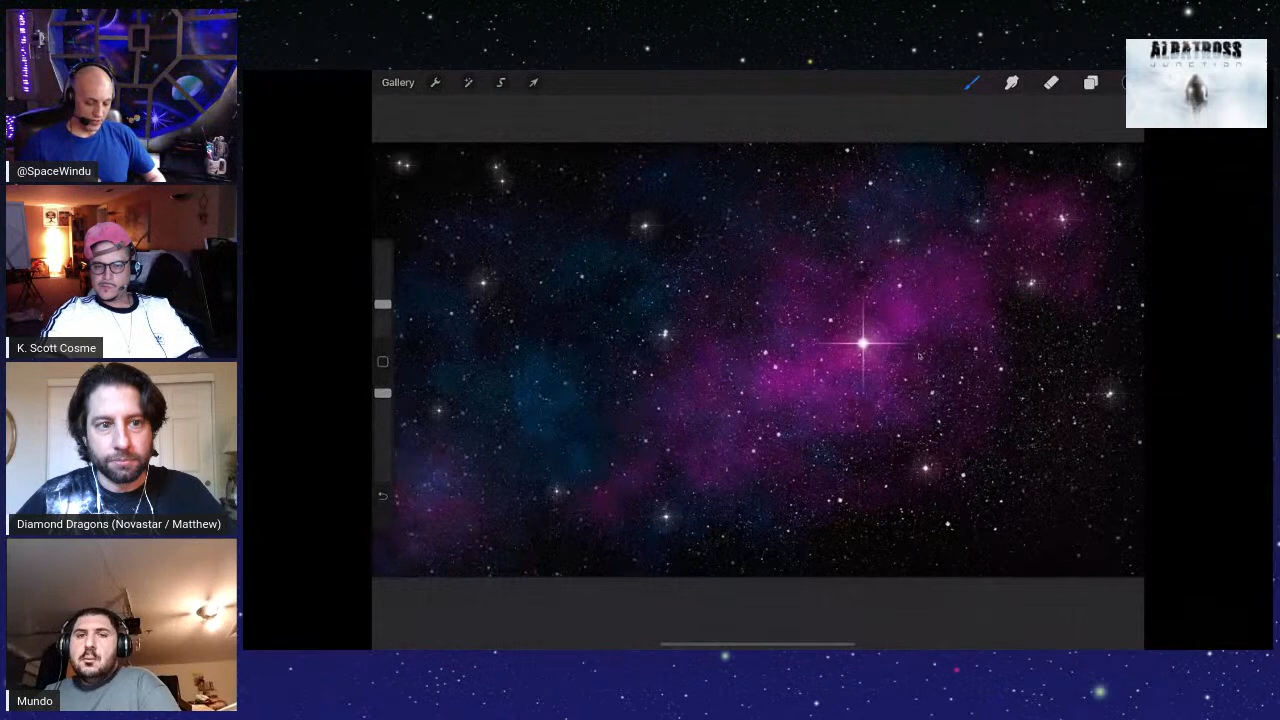 @SpaceWindu
K. Scott Cosme
Diamond Dragons (Novastar / Matthew)
Mundo
Gallery
ALBATROSS
JUNCTION